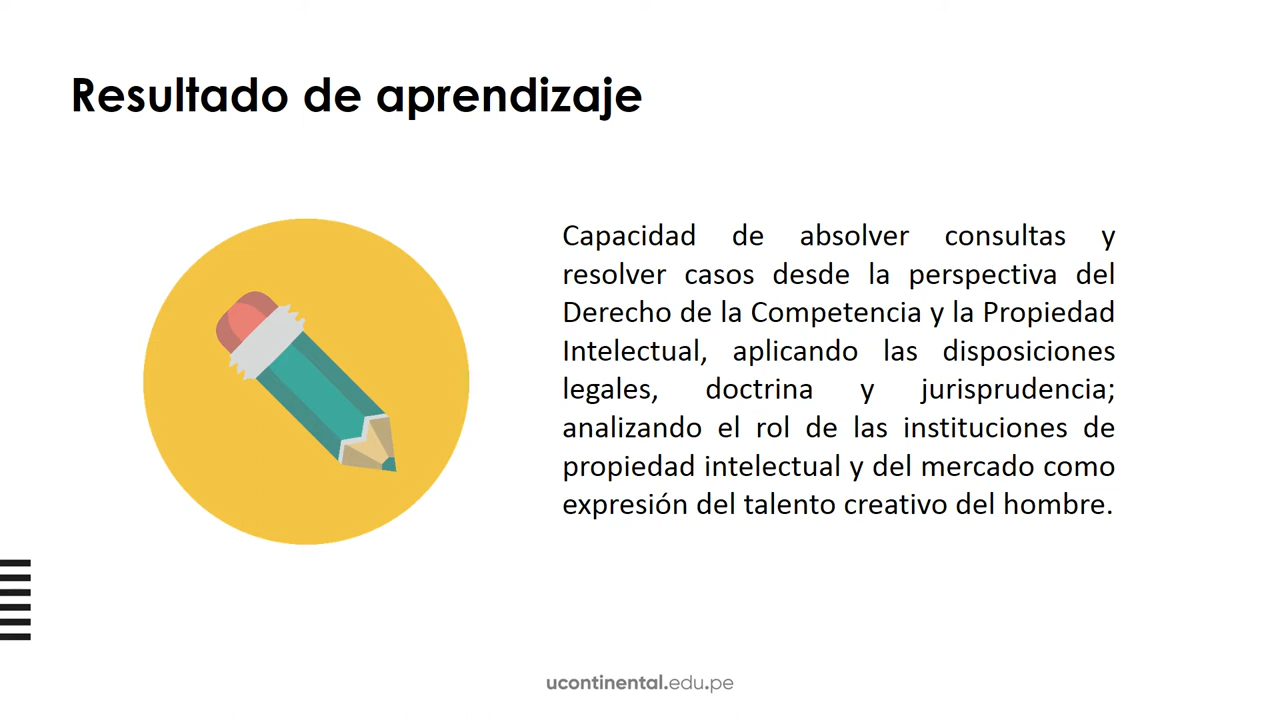 Resultado de aprendizaje
Capacidad de absolver consultas y
resolver casos desde la perspectiva del
Derecho de la Competencia y la Propiedad
Intelectual, aplicando las disposiciones
legales, doctrina y jurisprudencia;
analizando el rol de las instituciones de
propiedad intelectual y del mercado como
expresión del talento creativo del hombre.
ucontinental.edu.pe